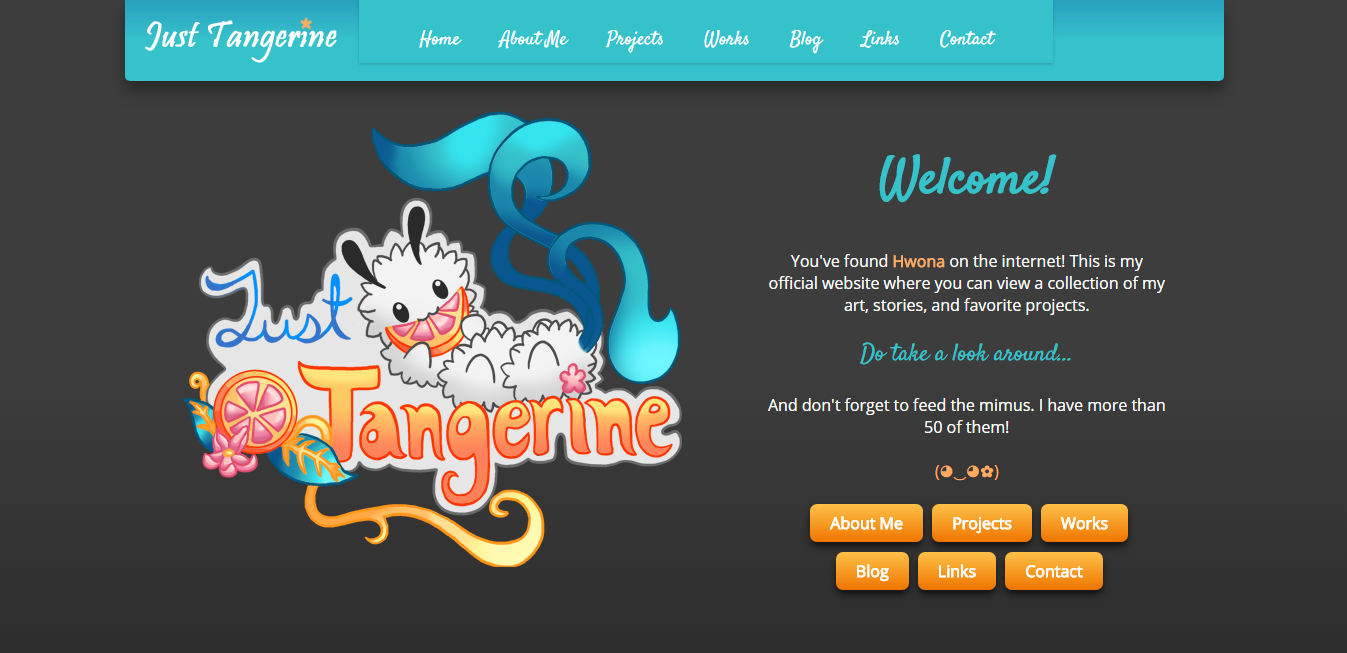 Just Tangerine
Home About Me Projects Works Blog Links Contact
Just
Tangerine
Welcome!
You've found Hwona on the internet! This is my
official website where you can view a collection of my
art, stories, and favorite projects.
Do take a look around...
And don't forget to feed the mimus. I have more than
50 of them!
(◕‿◕✿)
About Me Projects Works
Blog Links Contact